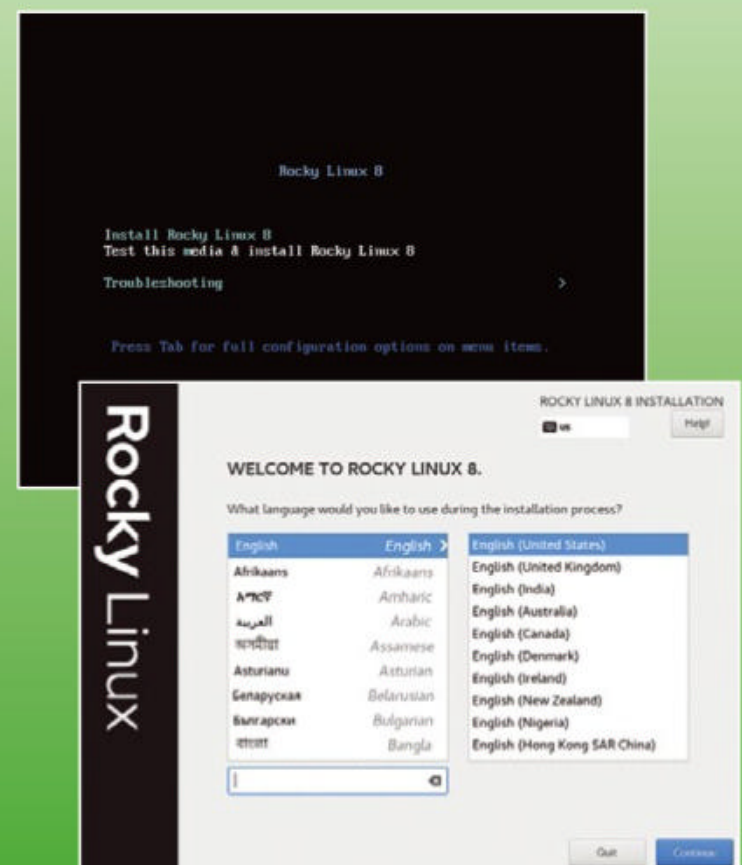 Rocky Linux 8
Install Rocky Linux 8
Test this media & install Rocky Linux 8
Troubleshooting >
Press Tab for full configuration options on menu items.
Rocky Linux
ROCKY LINUX 8 INSTALLATION
us
Help!
WELCOME TO ROCKY LINUX 8.
What language would you like to use during the installation process?
English English >
Afrikaans Afrikaans
አማርኛ Amharic
العربية Arabic
অসমীয়া Assamese
Asturianu Asturian
Беларуская Belarusian
Български Bulgarian
বাংলা Bangla
English (United States)
English (United Kingdom)
English (India)
English (Australia)
English (Canada)
English (Denmark)
English (Ireland)
English (New Zealand)
English (Nigeria)
English (Hong Kong SAR China)
Quit
Continue